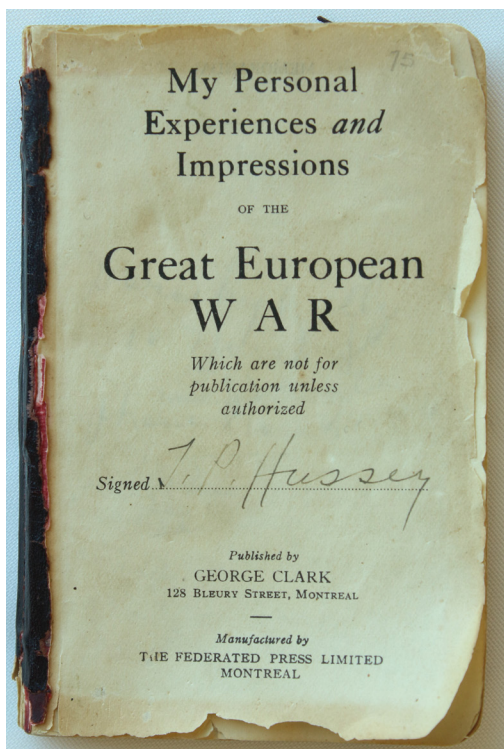 75
My Personal
Experiences and
Impressions
OF THE
Great European
WAR
Which are not for
publication unless
authorized
Signed J. P. Hussey
Published by
GEORGE CLARK
128 BLEURY STREET, MONTREAL
Manufactured by
THE FEDERATED PRESS LIMITED
MONTREAL